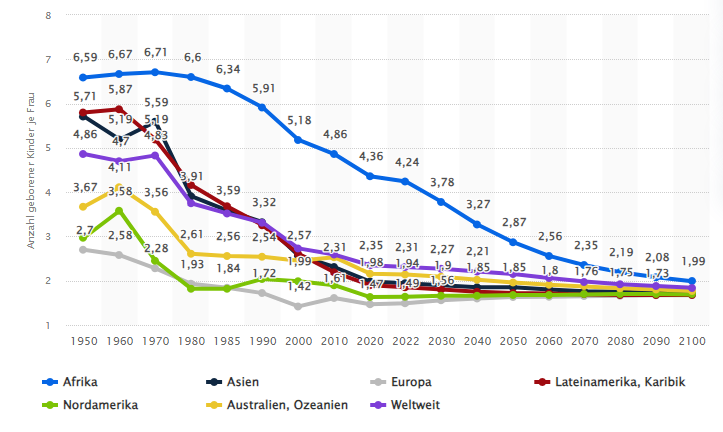 8
7
6
5
4
3
2
1
Anzahl geborener Kinder je Frau
6,59 6,67 6,71 6,6 6,34 5,91 5,18 4,86 4,36 4,24 3,78 3,27 2,87 2,56 2,35 2,19 2,08 1,99
5,71 5,87 5,59
5,19 5,19
4,86 4,7 4,83
4,11
3,67 3,58 3,56 3,91 3,59 3,32
2,7 2,58 2,28 2,61 2,56 2,54 2,57 2,31 2,35 2,31 2,27 2,21
1,93 1,84 1,72 1,99 1,98 1,94 1,9 1,85 1,85 1,8 1,76 1,75 1,73
1,42 1,61 1,47 1,49 1,56
1950 1960 1970 1980 1985 1990 2000 2010 2020 2022 2030 2040 2050 2060 2070 2080 2090 2100
Afrika Asien Europa Lateinamerika, Karibik
Nordamerika Australien, Ozeanien Weltweit